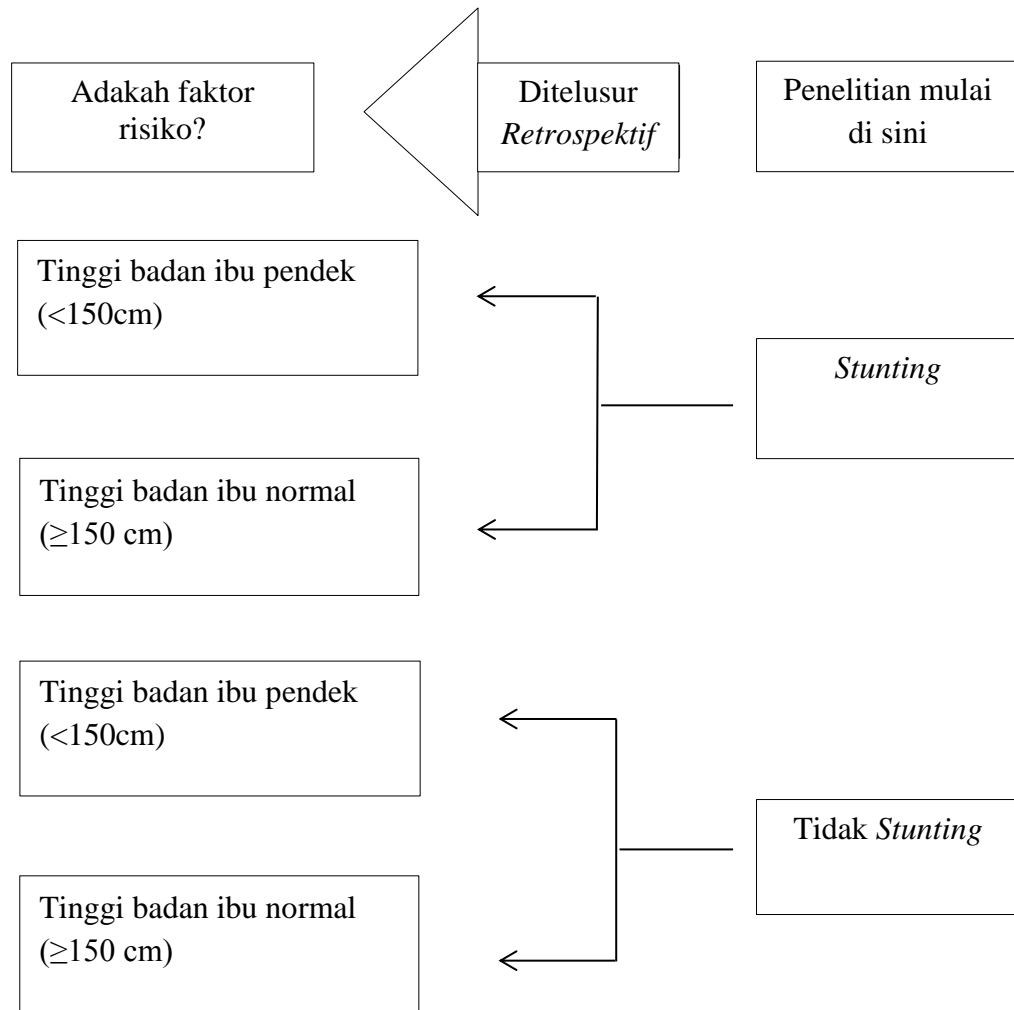 Adakah faktor
risiko?
Ditelusur
Retrospektif
Penelitian mulai
di sini
Tinggi badan ibu pendek
(<150cm)
Stunting
Tinggi badan ibu normal
(≥150 cm)
Tinggi badan ibu pendek
(<150cm)
Tidak Stunting
Tinggi badan ibu normal
(≥150 cm)